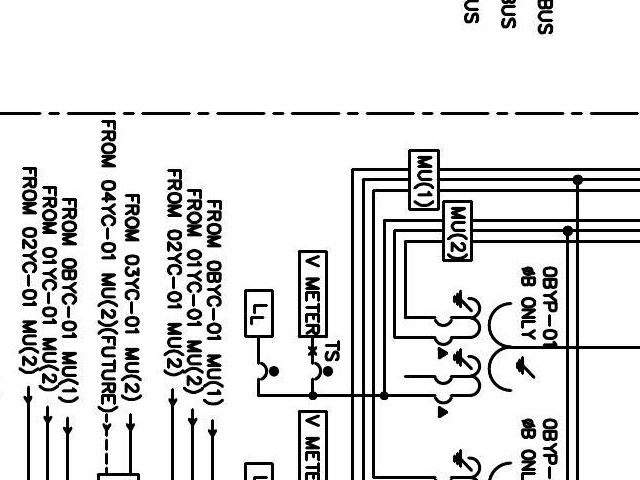 BUS
BUS
BUS
MU(1)
MU(2)
0BYP-01
ØB ONLY
0BYP-
ØB ONL
TS
V METER
V METE
LL
L
FROM 0BYC-01 MU(1)
FROM 01YC-01 MU(2)
FROM 02YC-01 MU(2)
FROM 03YC-01 MU(2)
FROM 04YC-01 MU(2)(FUTURE)
FROM 0BYC-01 MU(1)
FROM 01YC-01 MU(2)
FROM 02YC-01 MU(2)